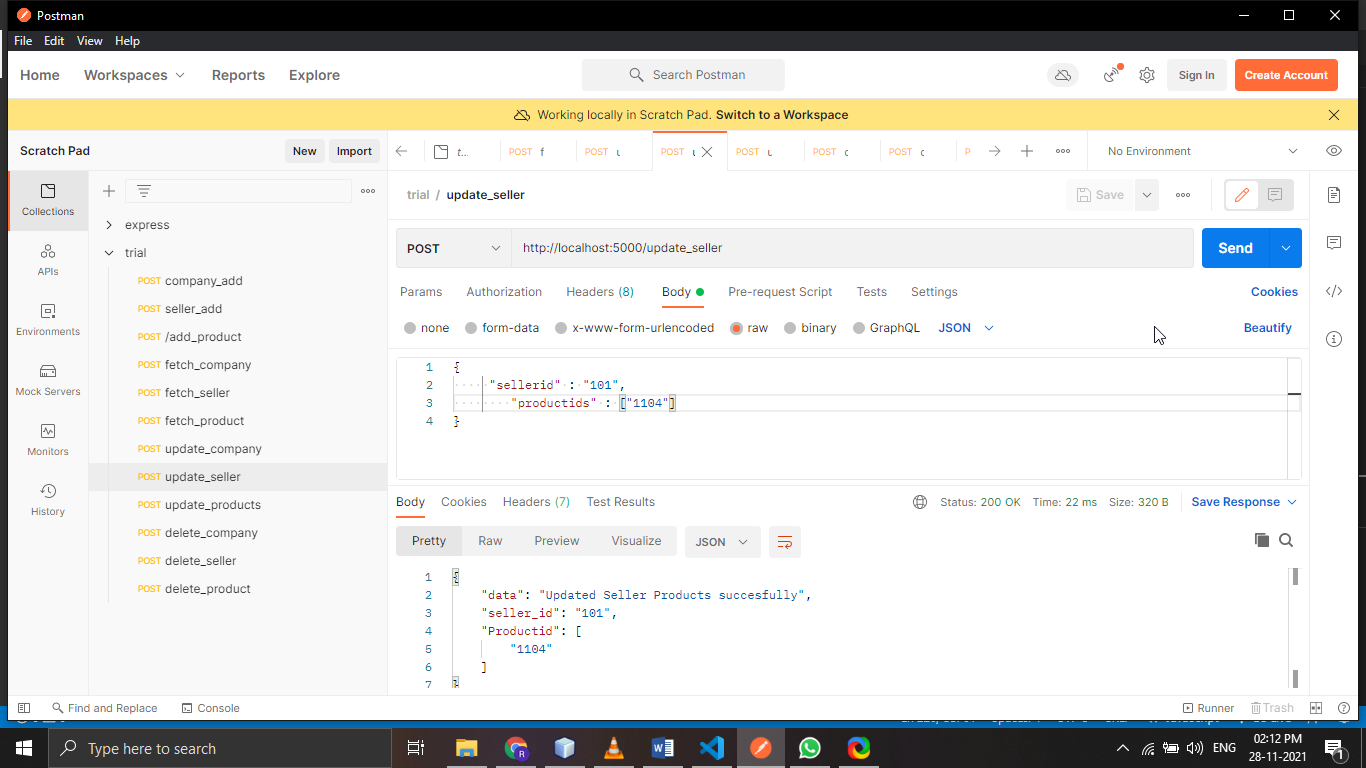 Postman
File Edit View Help
Home Workspaces Reports Explore Search Postman Sign In Create Account
Working locally in Scratch Pad. Switch to a Workspace
Scratch Pad New Import
t... POST f POST POST POST POST c POST c P No Environment
Collections
APIs
Environments
Mock Servers
Monitors
History
express
trial
POST company_add
POST seller_add
POST /add_product
POST fetch_company
POST fetch_seller
POST fetch_product
POST update_company
POST update_seller
POST update_products
POST delete_company
POST delete_seller
POST delete_product
trial / update_seller Save
POST http://localhost:5000/update_seller Send
Params Authorization Headers (8) Body Pre-request Script Tests Settings Cookies
none form-data x-www-form-urlencoded raw binary GraphQL JSON Beautify
1 {
2 "sellerid" : "101",
3 "productids" : ["1104"]
4 }
Body Cookies Headers (7) Test Results Status: 200 OK Time: 22 ms Size: 320 B Save Response
Pretty Raw Preview Visualize JSON
1 {
2 "data": "Updated Seller Products succesfully",
3 "seller_id": "101",
4 "Productid": [
5 "1104"
6 ]
7 }
Find and Replace Console Runner Trash
Type here to search ENG 02:12 PM
28-11-2021 1